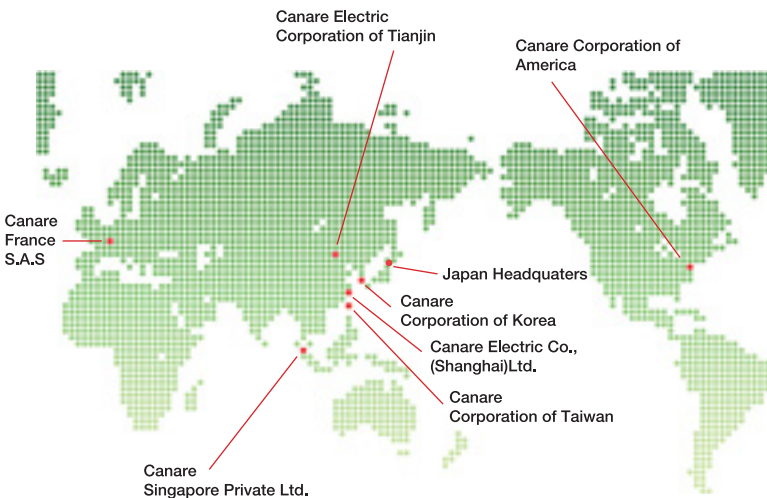 Canare Electric
Corporation of Tianjin
Canare Corporation of
America
Canare
France
S.A.S
Japan Headquaters
Canare
Corporation of Korea
Canare Electric Co.,
(Shanghai)Ltd.
Canare
Corporation of Taiwan
Canare
Singapore Private Ltd.